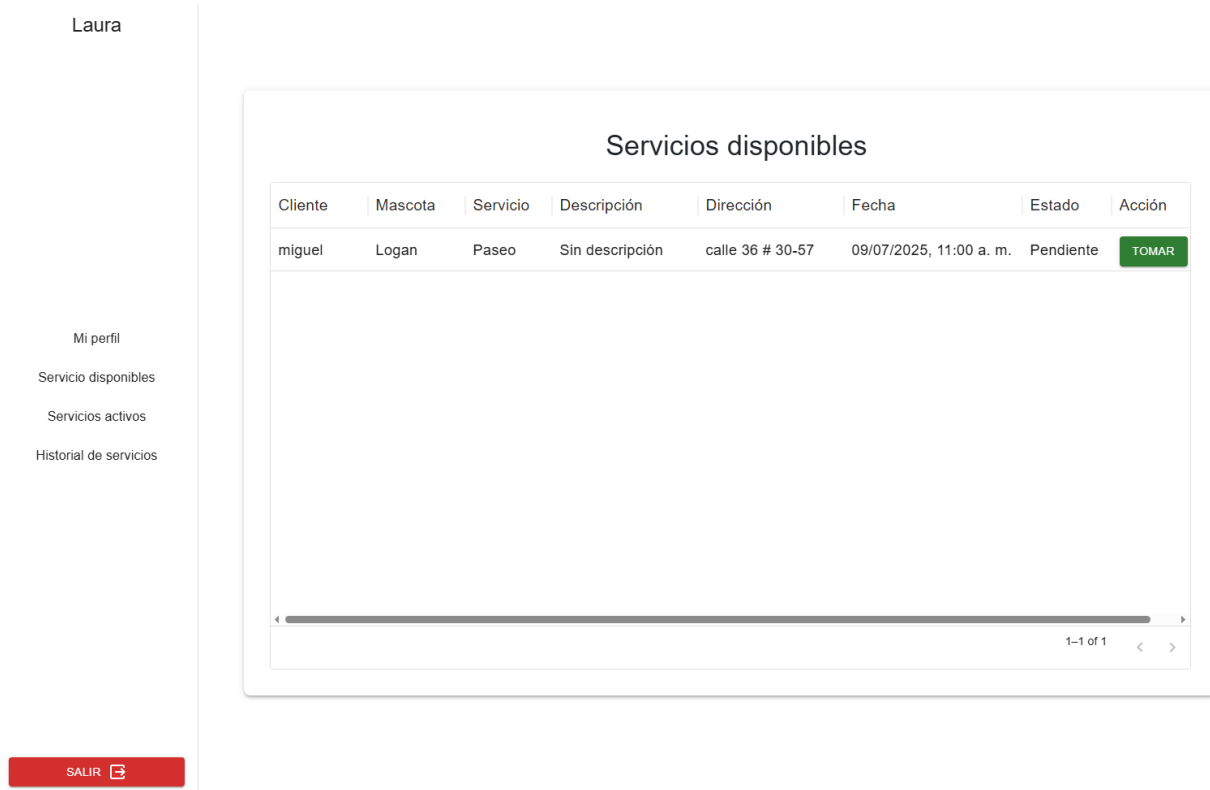 Laura
Mi perfil
Servicio disponibles
Servicios activos
Historial de servicios
SALIR
Servicios disponibles
Cliente Mascota Servicio Descripción Dirección Fecha Estado Acción
miguel Logan Paseo Sin descripción calle 36 # 30-57 09/07/2025, 11:00 a. m. Pendiente TOMAR
1–1 of 1